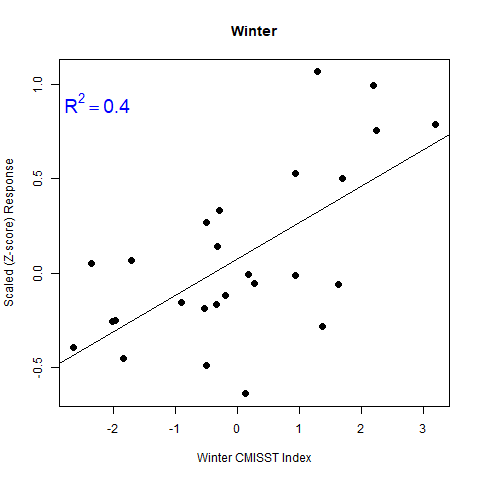 Winter
R² = 0.4
1.0
0.5
0.0
-0.5
Scaled (Z-score) Response
-2 -1 0 1 2 3
Winter CMISST Index